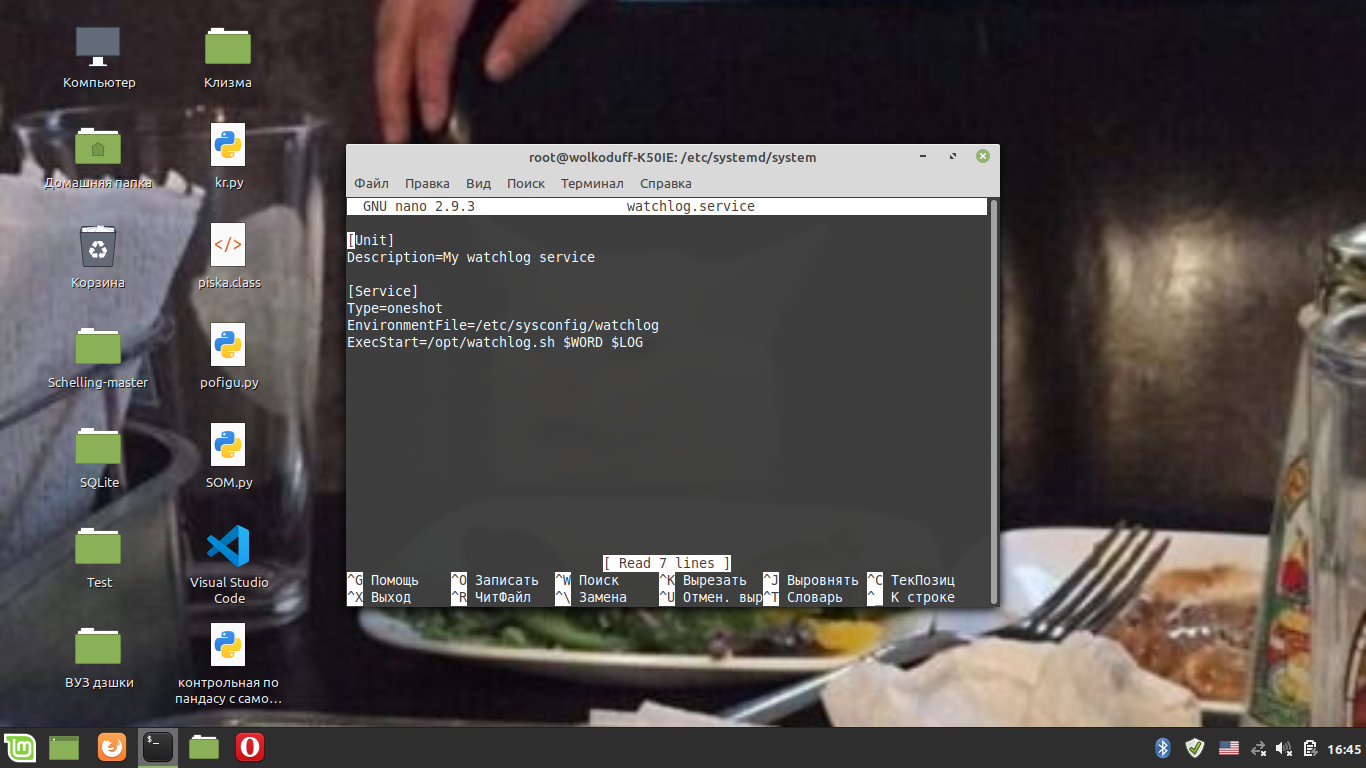 Компьютер
Клизма
Домашняя папка
kr.py
Корзина
</>
piska.class
Schelling-master
pofigu.py
SQLite
SOM.py
Test
Visual Studio
Code
ВУЗ дзшки
контрольная по
пандасу с само...
root@wolkoduff-K50IE: /etc/systemd/system
Файл Правка Вид Поиск Терминал Справка
GNU nano 2.9.3 watchlog.service
[Unit]
Description=My watchlog service
[Service]
Type=oneshot
EnvironmentFile=/etc/sysconfig/watchlog
ExecStart=/opt/watchlog.sh $WORD $LOG
[ Read 7 lines ]
^G Помощь ^O Записать ^W Поиск ^K Вырезать ^J Выровнять ^C ТекПозиц
^X Выход ^R ЧитФайл ^\ Замена ^U Отмен. выр ^T Словарь ^_ К строке
$_
16:45